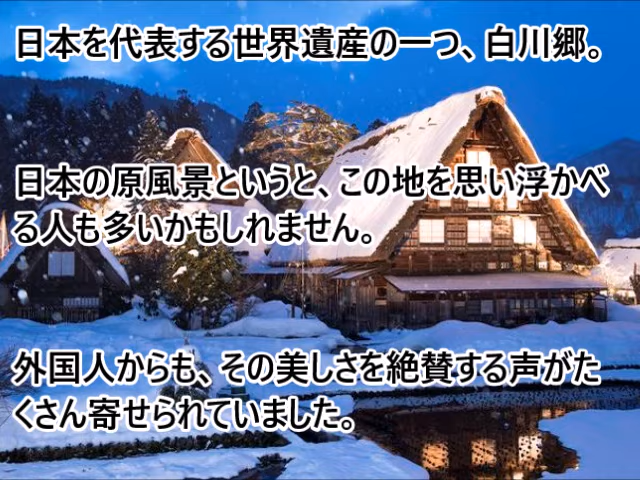 日本を代表する世界遺産の一つ、白川郷。
日本の原風景というと、この地を思い浮かべ
る人も多いかもしれません。
外国人からも、その美しさを絶賛する声がた
くさん寄せられていました。